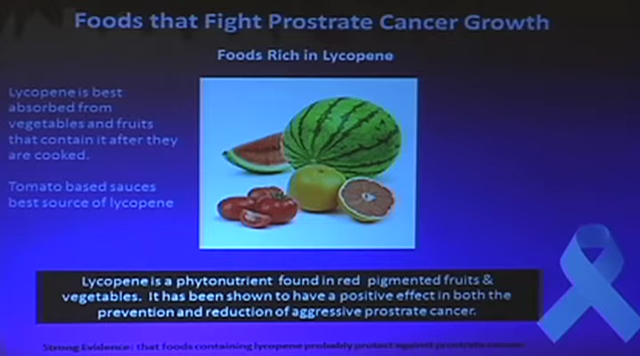 Foods that Fight Prostrate Cancer Growth
Foods Rich in Lycopene
Lycopene is best
absorbed from
vegetables and fruits
that contain it after they
are cooked.
Tomato based sauces
best source of lycopene
Lycopene is a phytonutrient found in red pigmented fruits &
vegetables. It has been shown to have a positive effect in both the
prevention and reduction of aggressive prostrate cancer.
Strong Evidence: that foods containing lycopene probably protect against prostrate cancer